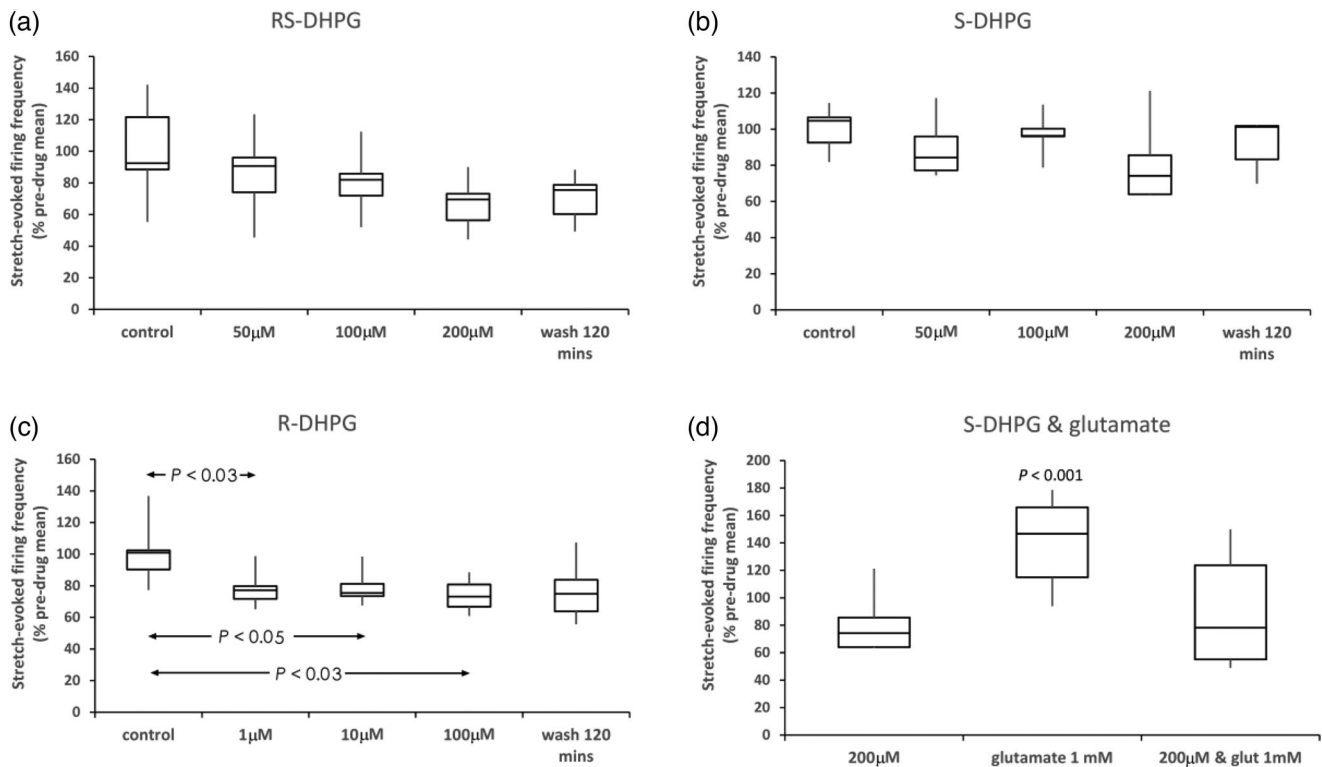 (a)
RS-DHPG
Stretch-evoked firing frequency
(% pre-drug mean)
160
140
120
100
80
60
40
20
0
control
50µM
100µM
200µM
wash 120
mins
(b)
S-DHPG
Stretch-evoked firing frequency
(% pre-drug mean)
140
120
100
80
60
40
20
0
control
50µM
100µM
200µM
wash 120
mins
(c)
R-DHPG
Stretch-evoked firing frequency
(% pre-drug mean)
160
140
120
100
80
60
40
20
0
P < 0.03
P < 0.05
P < 0.03
control
1µM
10µM
100µM
wash 120
mins
(d)
S-DHPG & glutamate
Stretch-evoked firing frequency
(% pre-drug mean)
200
180
160
140
120
100
80
60
40
20
0
P < 0.001
200µM
glutamate 1 mM
200µM & glut 1mM